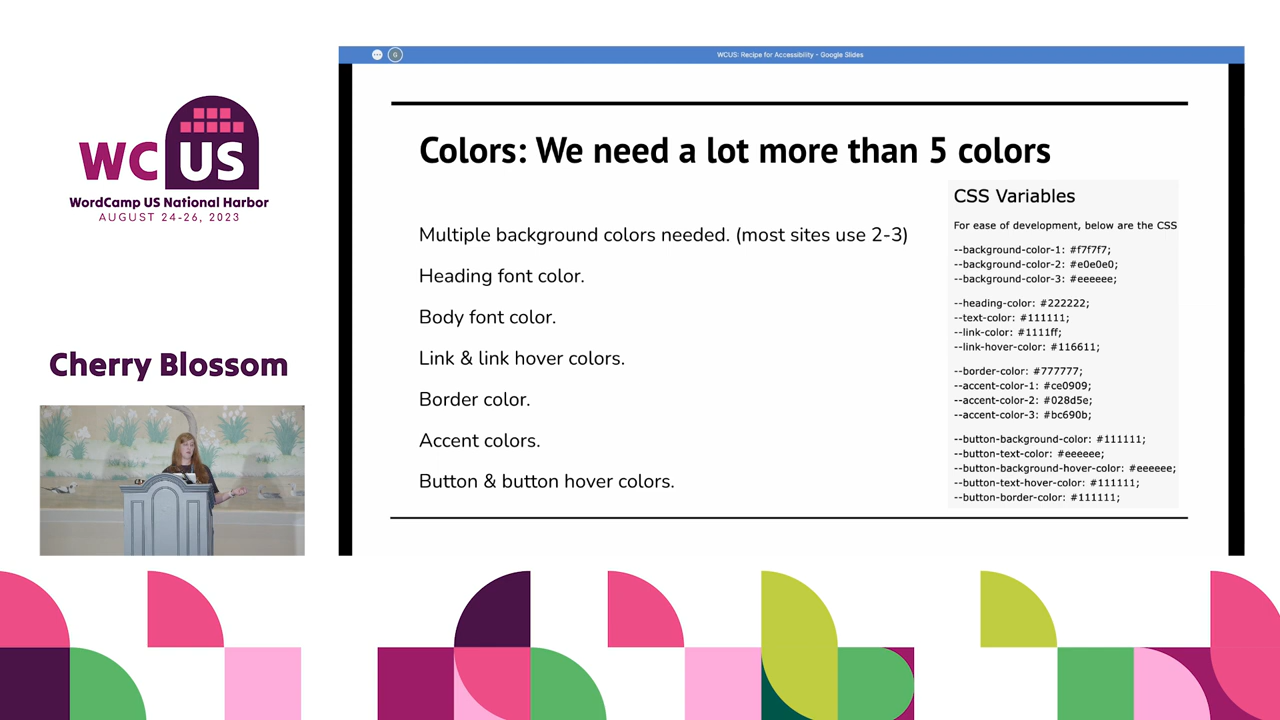 WCUS: Recipe for Accessibility - Google Slides
G
WC US
WordCamp US National Harbor
AUGUST 24-26, 2023
Cherry Blossom
Colors: We need a lot more than 5 colors
Multiple background colors needed. (most sites use 2-3)
Heading font color.
Body font color.
Link & link hover colors.
Border color.
Accent colors.
Button & button hover colors.
CSS Variables
For ease of development, below are the CSS
--background-color-1: #f7f7f7;
--background-color-2: #e0e0e0;
--background-color-3: #eeeeee;
--heading-color: #222222;
--text-color: #111111;
--link-color: #1111ff;
--link-hover-color: #116611;
--border-color: #777777;
--accent-color-1: #ce0909;
--accent-color-2: #028d5e;
--accent-color-3: #bc690b;
--button-background-color: #111111;
--button-text-color: #eeeeee;
--button-background-hover-color: #eeeeee;
--button-text-hover-color: #111111;
--button-border-color: #111111;